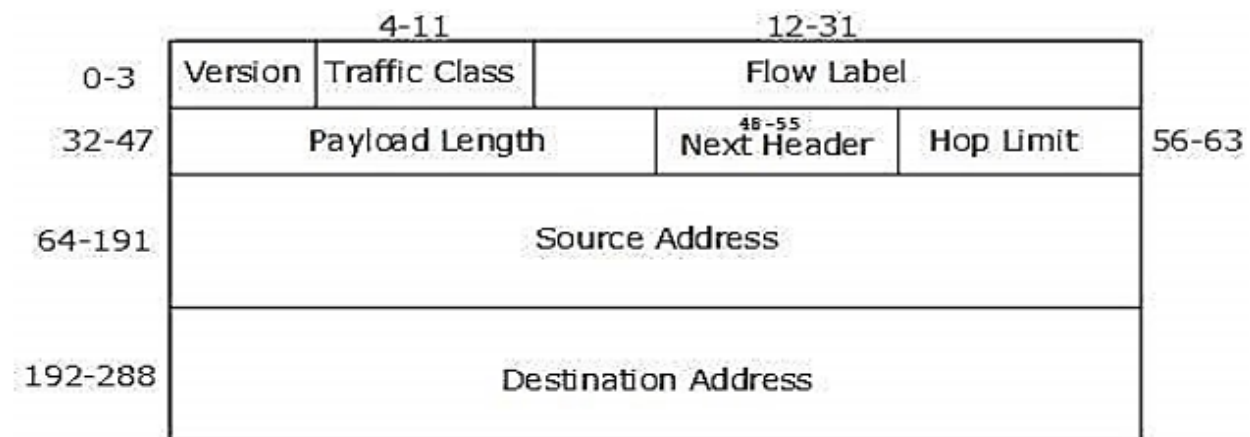 4-11 12-31
0-3 Version Traffic Class Flow Label
48-55
32-47 Payload Length Next Header Hop Limit 56-63
64-191 Source Address
192-288 Destination Address